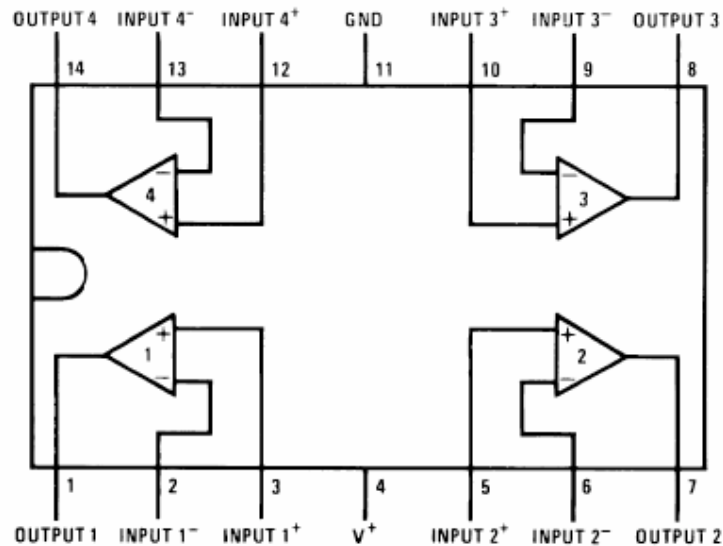 OUTPUT 4 INPUT 4⁻ INPUT 4⁺ GND INPUT 3⁺ INPUT 3⁻ OUTPUT 3
14 13 12 11 10 9 8
− −
4 3
+ +
+ +
1 2
− −
1 2 3 4 5 6 7
OUTPUT 1 INPUT 1⁻ INPUT 1⁺ V⁺ INPUT 2⁺ INPUT 2⁻ OUTPUT 2